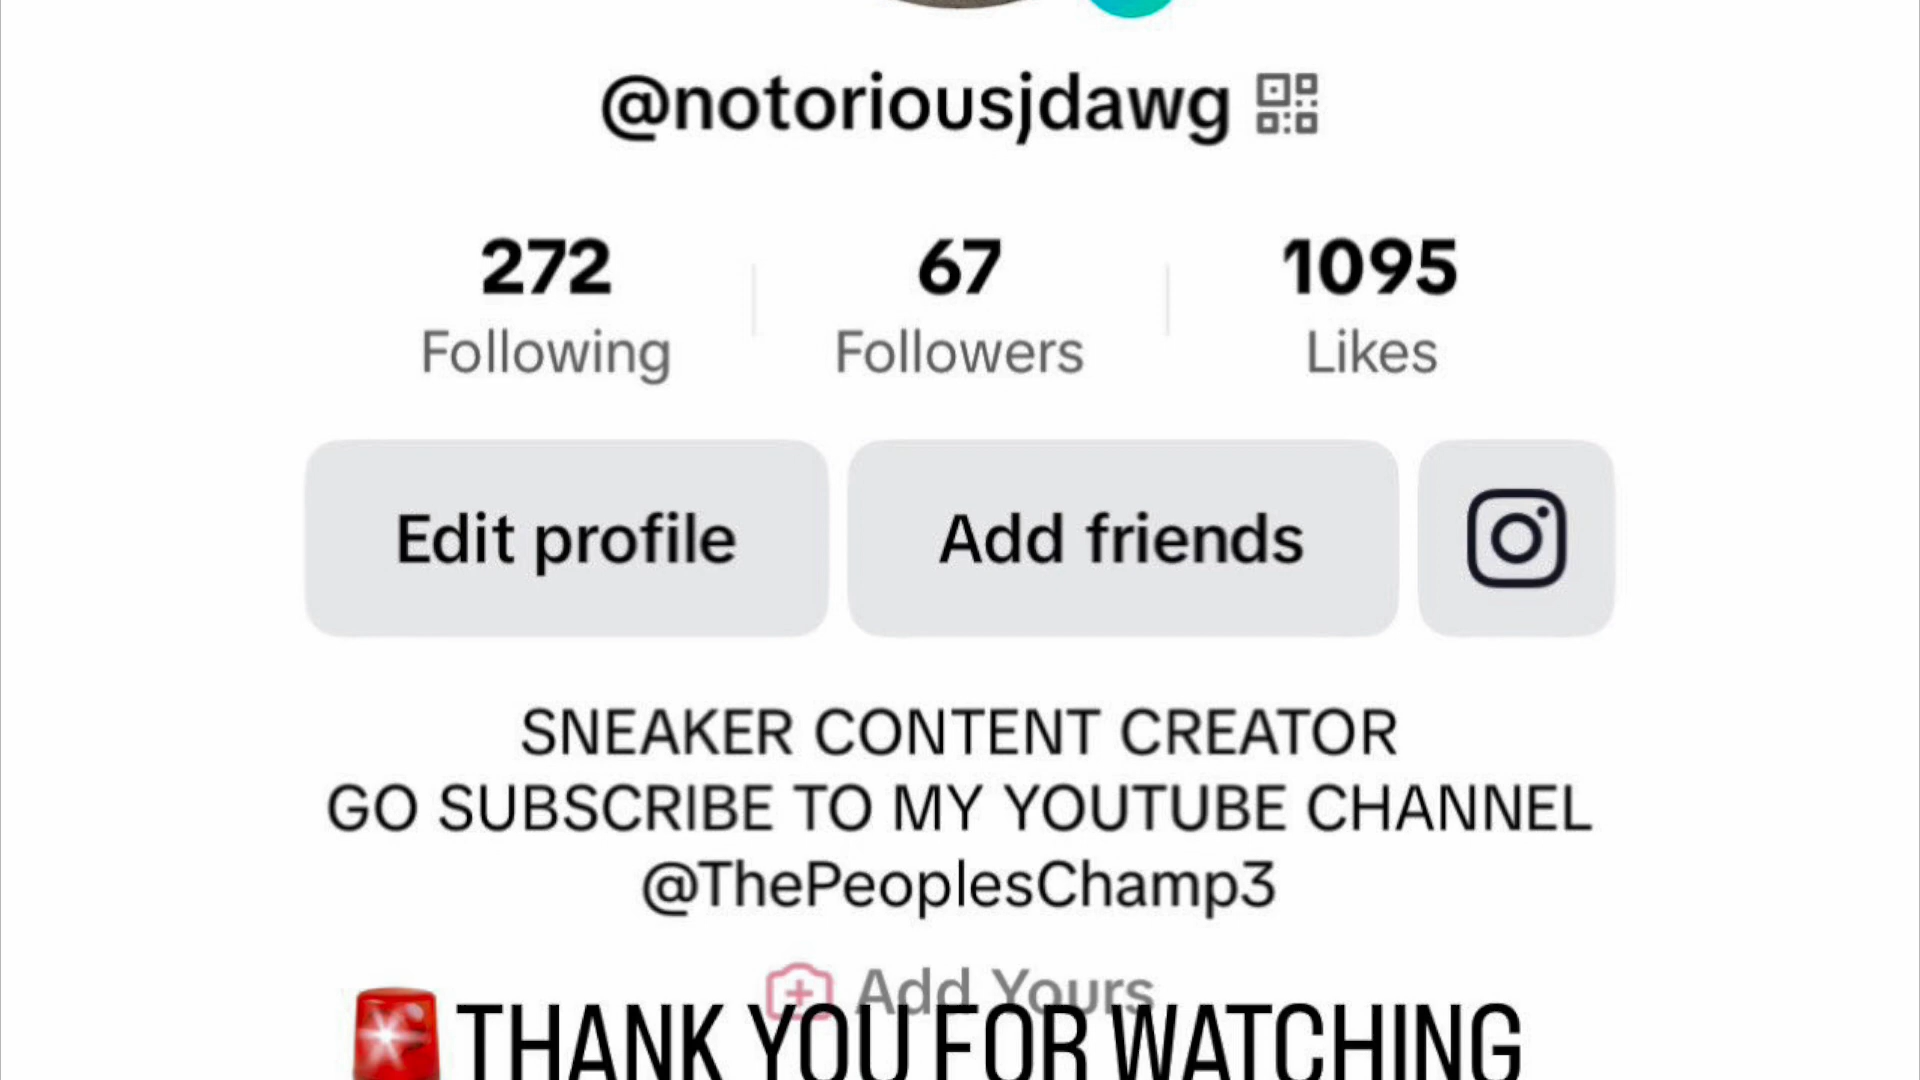 @notoriousjdawg
272 67 1095
Following Followers Likes
Edit profile Add friends
SNEAKER CONTENT CREATOR
GO SUBSCRIBE TO MY YOUTUBE CHANNEL
@ThePeoplesChamp3
Add Yours
THANK YOU FOR WATCHING